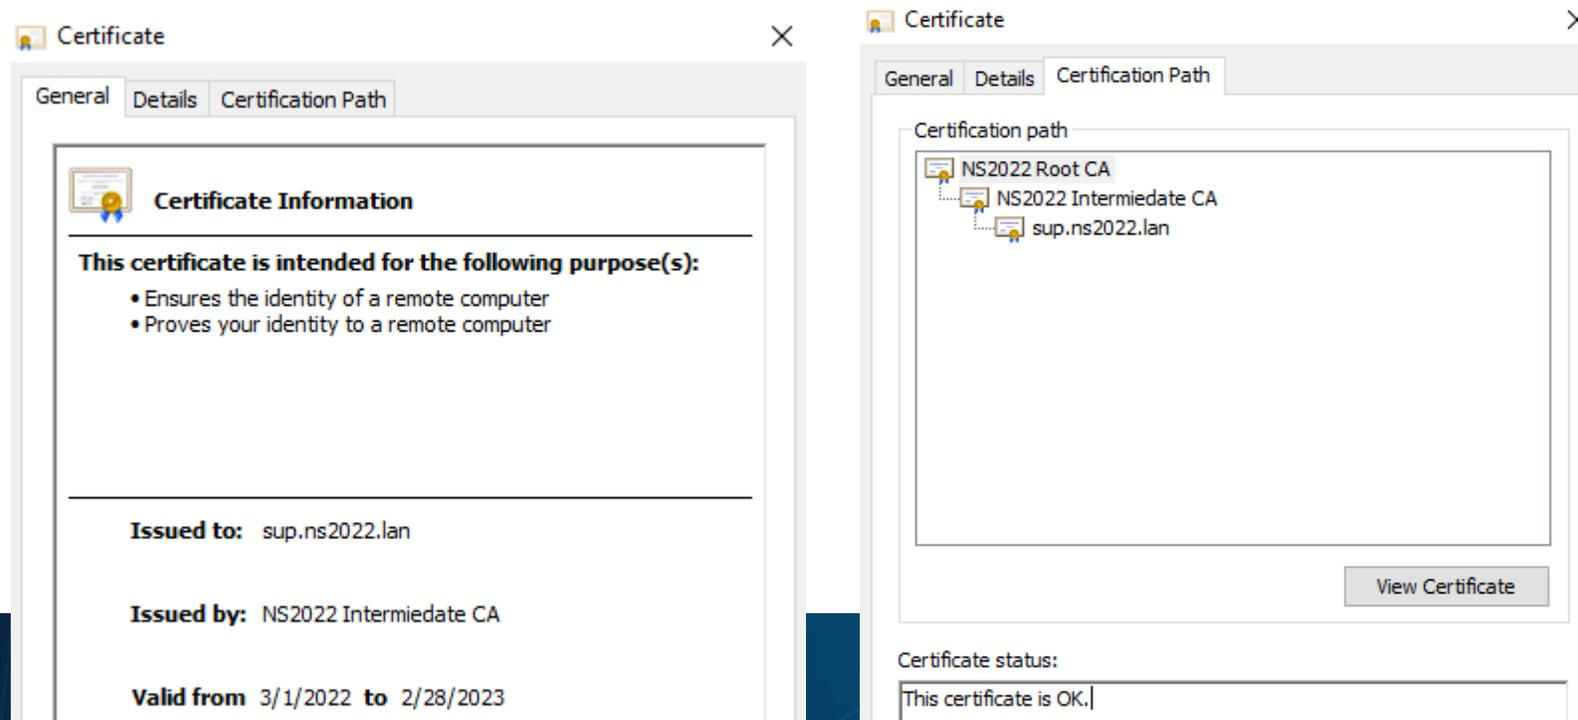 Certificate
General Details Certification Path
Certificate Information
This certificate is intended for the following purpose(s):
• Ensures the identity of a remote computer
• Proves your identity to a remote computer
Issued to: sup.ns2022.lan
Issued by: NS2022 Intermiedate CA
Valid from 3/1/2022 to 2/28/2023
Certificate
General Details Certification Path
Certification path
NS2022 Root CA
NS2022 Intermiedate CA
sup.ns2022.lan
View Certificate
Certificate status:
This certificate is OK.